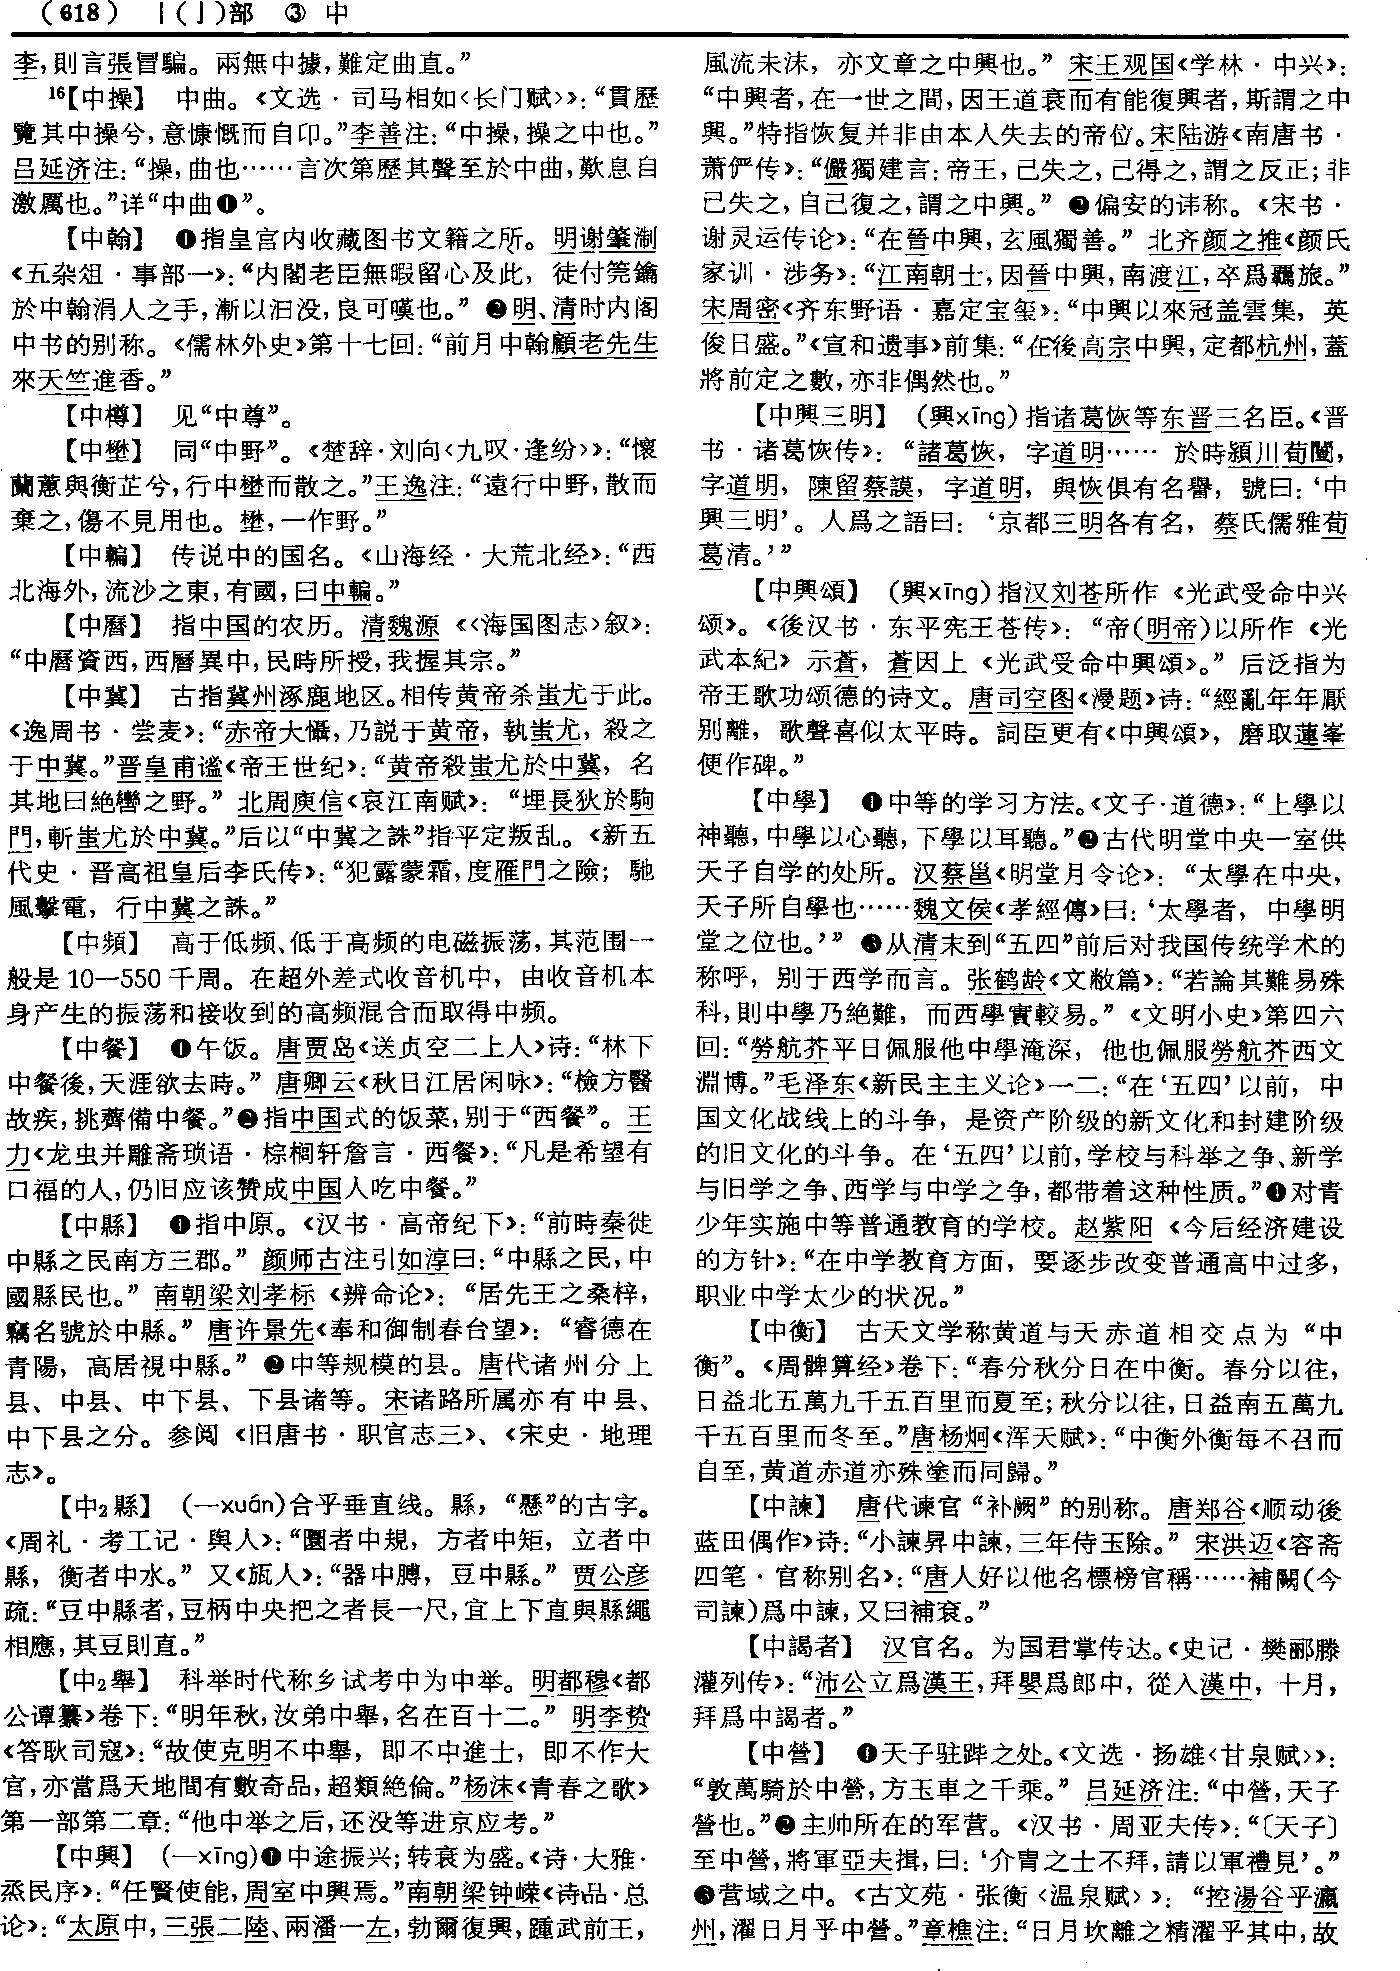 （618） 丨(亅)部 ③ 中
李，則言張冒騙。兩無中據，難定曲直。”
16【中操】 中曲。《文选·司马相如〈长门赋〉》：“貫歷
覽其中操兮，意慷慨而自卬。”李善注：“中操，操之中也。”
吕延济注：“操，曲也……言次第歷其聲至於中曲，歎息自
激厲也。”详“中曲❶”。
【中翰】 ❶指皇宫内收藏图书文籍之所。明谢肇淛
《五杂俎·事部一》：“内閣老臣無暇留心及此，徒付筦鑰
於中翰涓人之手，漸以汩没，良可嘆也。” ❷明、清时内阁
中书的别称。《儒林外史》第十七回：“前月中翰顧老先生
來天竺進香。”
【中樽】 见“中尊”。
【中壄】 同“中野”。《楚辞·刘向〈九叹·逢纷〉》：“懷
蘭蕙與衡芷兮，行中壄而散之。”王逸注：“遠行中野，散而
棄之，傷不見用也。壄，一作野。”
【中輪】 传说中的国名。《山海经·大荒北经》：“西
北海外，流沙之東，有國，曰中輪。”
【中曆】 指中国的农历。清魏源《〈海国图志〉叙》：
“中曆資西，西曆異中，民時所授，我握其宗。”
【中冀】 古指冀州涿鹿地区。相传黄帝杀蚩尤于此。
《逸周书·尝麦》：“赤帝大懾，乃説于黄帝，執蚩尤，殺之
于中冀。”晋皇甫谧《帝王世纪》：“黄帝殺蚩尤於中冀，名
其地曰絶轡之野。” 北周庾信《哀江南赋》：“埋長狄於駒
門，斬蚩尤於中冀。”后以“中冀之誅”指平定叛乱。《新五
代史·晋高祖皇后李氏传》：“犯露蒙霜，度雁門之險；馳
風擊電，行中冀之誅。”
【中頻】 高于低频、低于高频的电磁振荡，其范围一
般是10—550千周。在超外差式收音机中，由收音机本
身产生的振荡和接收到的高频混合而取得中频。
【中餐】 ❶午饭。唐贾岛《送贞空二上人》诗：“林下
中餐後，天涯欲去時。” 唐卿云《秋日江居闲咏》：“檢方醫
故疾，挑薺備中餐。”❷指中国式的饭菜，别于“西餐”。王
力《龙虫并雕斋琐语·棕榈轩詹言·西餐》：“凡是希望有
口福的人，仍旧应该赞成中国人吃中餐。”
【中縣】 ❶指中原。《汉书·高帝纪下》：“前時秦徙
中縣之民南方三郡。” 颜师古注引如淳曰：“中縣之民，中
國縣民也。” 南朝梁刘孝标《辨命论》：“居先王之桑梓，
竊名號於中縣。” 唐许景先《奉和御制春台望》：“睿德在
青陽，高居視中縣。” ❷中等规模的县。唐代诸州分上
县、中县、中下县、下县诸等。宋诸路所属亦有中县、
中下县之分。参阅《旧唐书·职官志三》、《宋史·地理
志》。
【中2縣】 (—xuán)合乎垂直线。縣，“懸”的古字。
《周礼·考工记·舆人》：“圜者中規，方者中矩，立者中
縣，衡者中水。” 又《瓬人》：“器中膞，豆中縣。” 贾公彦
疏：“豆中縣者，豆柄中央把之者長一尺，宜上下直與縣繩
相應，其豆則直。”
【中2舉】 科举时代称乡试考中为中举。明都穆《都
公谭纂》卷下：“明年秋，汝弟中舉，名在百十二。” 明李贽
《答耿司寇》：“故使克明不中舉，即不中進士，即不作大
官，亦當爲天地間有數奇品，超類絶倫。”杨沫《青春之歌》
第一部第二章：“他中举之后，还没等进京应考。”
【中興】 (—xīng)❶中途振兴；转衰为盛。《诗·大雅·
烝民序》：“任賢使能，周室中興焉。”南朝梁钟嵘《诗品·总
论》：“太原中，三張二陸、兩潘一左，勃爾復興，踵武前王，
風流未沫，亦文章之中興也。” 宋王观国《学林·中兴》：
“中興者，在一世之間，因王道衰而有能復興者，斯謂之中
興。”特指恢复并非由本人失去的帝位。宋陆游《南唐书·
萧俨传》：“儼獨建言：帝王，己失之，己得之，謂之反正；非
己失之，自己復之，謂之中興。” ❷偏安的讳称。《宋书·
谢灵运传论》：“在晉中興，玄風獨善。” 北齐颜之推《颜氏
家训·涉务》：“江南朝士，因晉中興，南渡江，卒爲羈旅。”
宋周密《齐东野语·嘉定宝玺》：“中興以來冠盖雲集，英
俊日盛。”《宣和遗事》前集：“在後高宗中興，定都杭州，蓋
將前定之數，亦非偶然也。”
【中興三明】 (興xīng)指诸葛恢等东晋三名臣。《晋
书·诸葛恢传》：“諸葛恢，字道明……於時潁川荀闓，
字道明，陳留蔡謨，字道明，與恢俱有名譽，號曰：‘中
興三明’。人爲之語曰：‘京都三明各有名，蔡氏儒雅荀
葛清。’”
【中興頌】 (興xīng)指汉刘苍所作《光武受命中兴
颂》。《後汉书·东平宪王苍传》：“帝(明帝)以所作《光
武本紀》示蒼，蒼因上《光武受命中興頌》。” 后泛指为
帝王歌功颂德的诗文。唐司空图《漫题》诗：“經亂年年厭
别離，歌聲喜似太平時。詞臣更有《中興頌》，磨取蓮峯
便作碑。”
【中學】 ❶中等的学习方法。《文子·道德》：“上學以
神聽，中學以心聽，下學以耳聽。”❷古代明堂中央一室供
天子自学的处所。汉蔡邕《明堂月令论》：“太學在中央，
天子所自學也……魏文侯《孝經傳》曰：‘太學者，中學明
堂之位也。’” ❸从清末到“五四”前后对我国传统学术的
称呼，别于西学而言。张鹤龄《文敝篇》：“若論其難易殊
科，則中學乃絶難，而西學實較易。”《文明小史》第四六
回：“勞航芥平日佩服他中學淹深，他也佩服勞航芥西文
淵博。”毛泽东《新民主主义论》一二：“在‘五四’以前，中
国文化战线上的斗争，是资产阶级的新文化和封建阶级
的旧文化的斗争。在‘五四’以前，学校与科举之争、新学
与旧学之争、西学与中学之争，都带着这种性质。”❹对青
少年实施中等普通教育的学校。赵紫阳《今后经济建设
的方针》：“在中学教育方面，要逐步改变普通高中过多，
职业中学太少的状况。”
【中衡】 古天文学称黄道与天赤道相交点为“中
衡”。《周髀算经》卷下：“春分秋分日在中衡。春分以往，
日益北五萬九千五百里而夏至；秋分以往，日益南五萬九
千五百里而冬至。”唐杨炯《浑天赋》：“中衡外衡每不召而
自至，黄道赤道亦殊塗而同歸。”
【中諫】 唐代谏官“补阙”的别称。唐郑谷《顺动後
蓝田偶作》诗：“小諫昇中諫，三年侍玉除。” 宋洪迈《容斋
四笔·官称别名》：“唐人好以他名標榜官稱……補闕(今
司諫)爲中諫，又曰補衮。”
【中謁者】 汉官名。为国君掌传达。《史记·樊郦滕
灌列传》：“沛公立爲漢王，拜嬰爲郎中，從入漢中，十月，
拜爲中謁者。”
【中營】 ❶天子驻跸之处。《文选·扬雄〈甘泉赋〉》：
“敦萬騎於中營，方玉車之千乘。” 吕延济注：“中營，天子
營也。”❷主帅所在的军营。《汉书·周亚夫传》：“〔天子〕
至中營，將軍亞夫揖，曰：‘介胄之士不拜，請以軍禮見’。”
❸营域之中。《古文苑·张衡〈温泉赋〉》：“控湯谷乎瀛
州，濯日月乎中營。”章樵注：“日月坎離之精濯乎其中，故